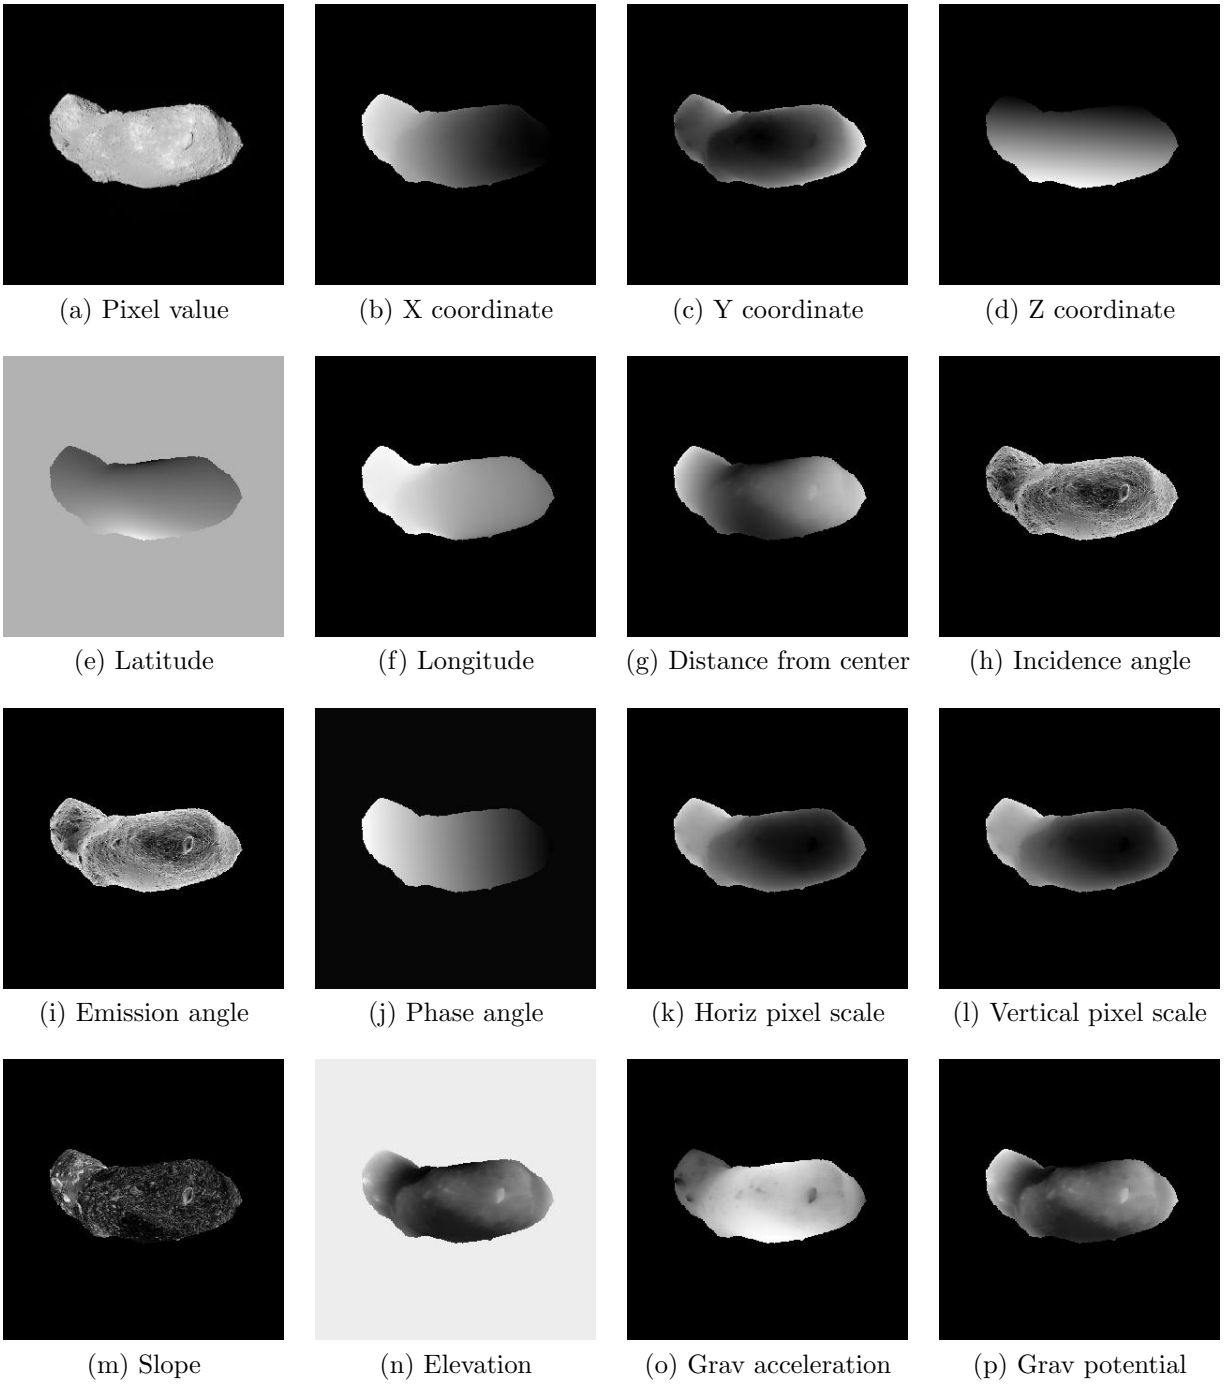 (a) Pixel value
(b) X coordinate
(c) Y coordinate
(d) Z coordinate
(e) Latitude
(f) Longitude
(g) Distance from center
(h) Incidence angle
(i) Emission angle
(j) Phase angle
(k) Horiz pixel scale
(l) Vertical pixel scale
(m) Slope
(n) Elevation
(o) Grav acceleration
(p) Grav potential